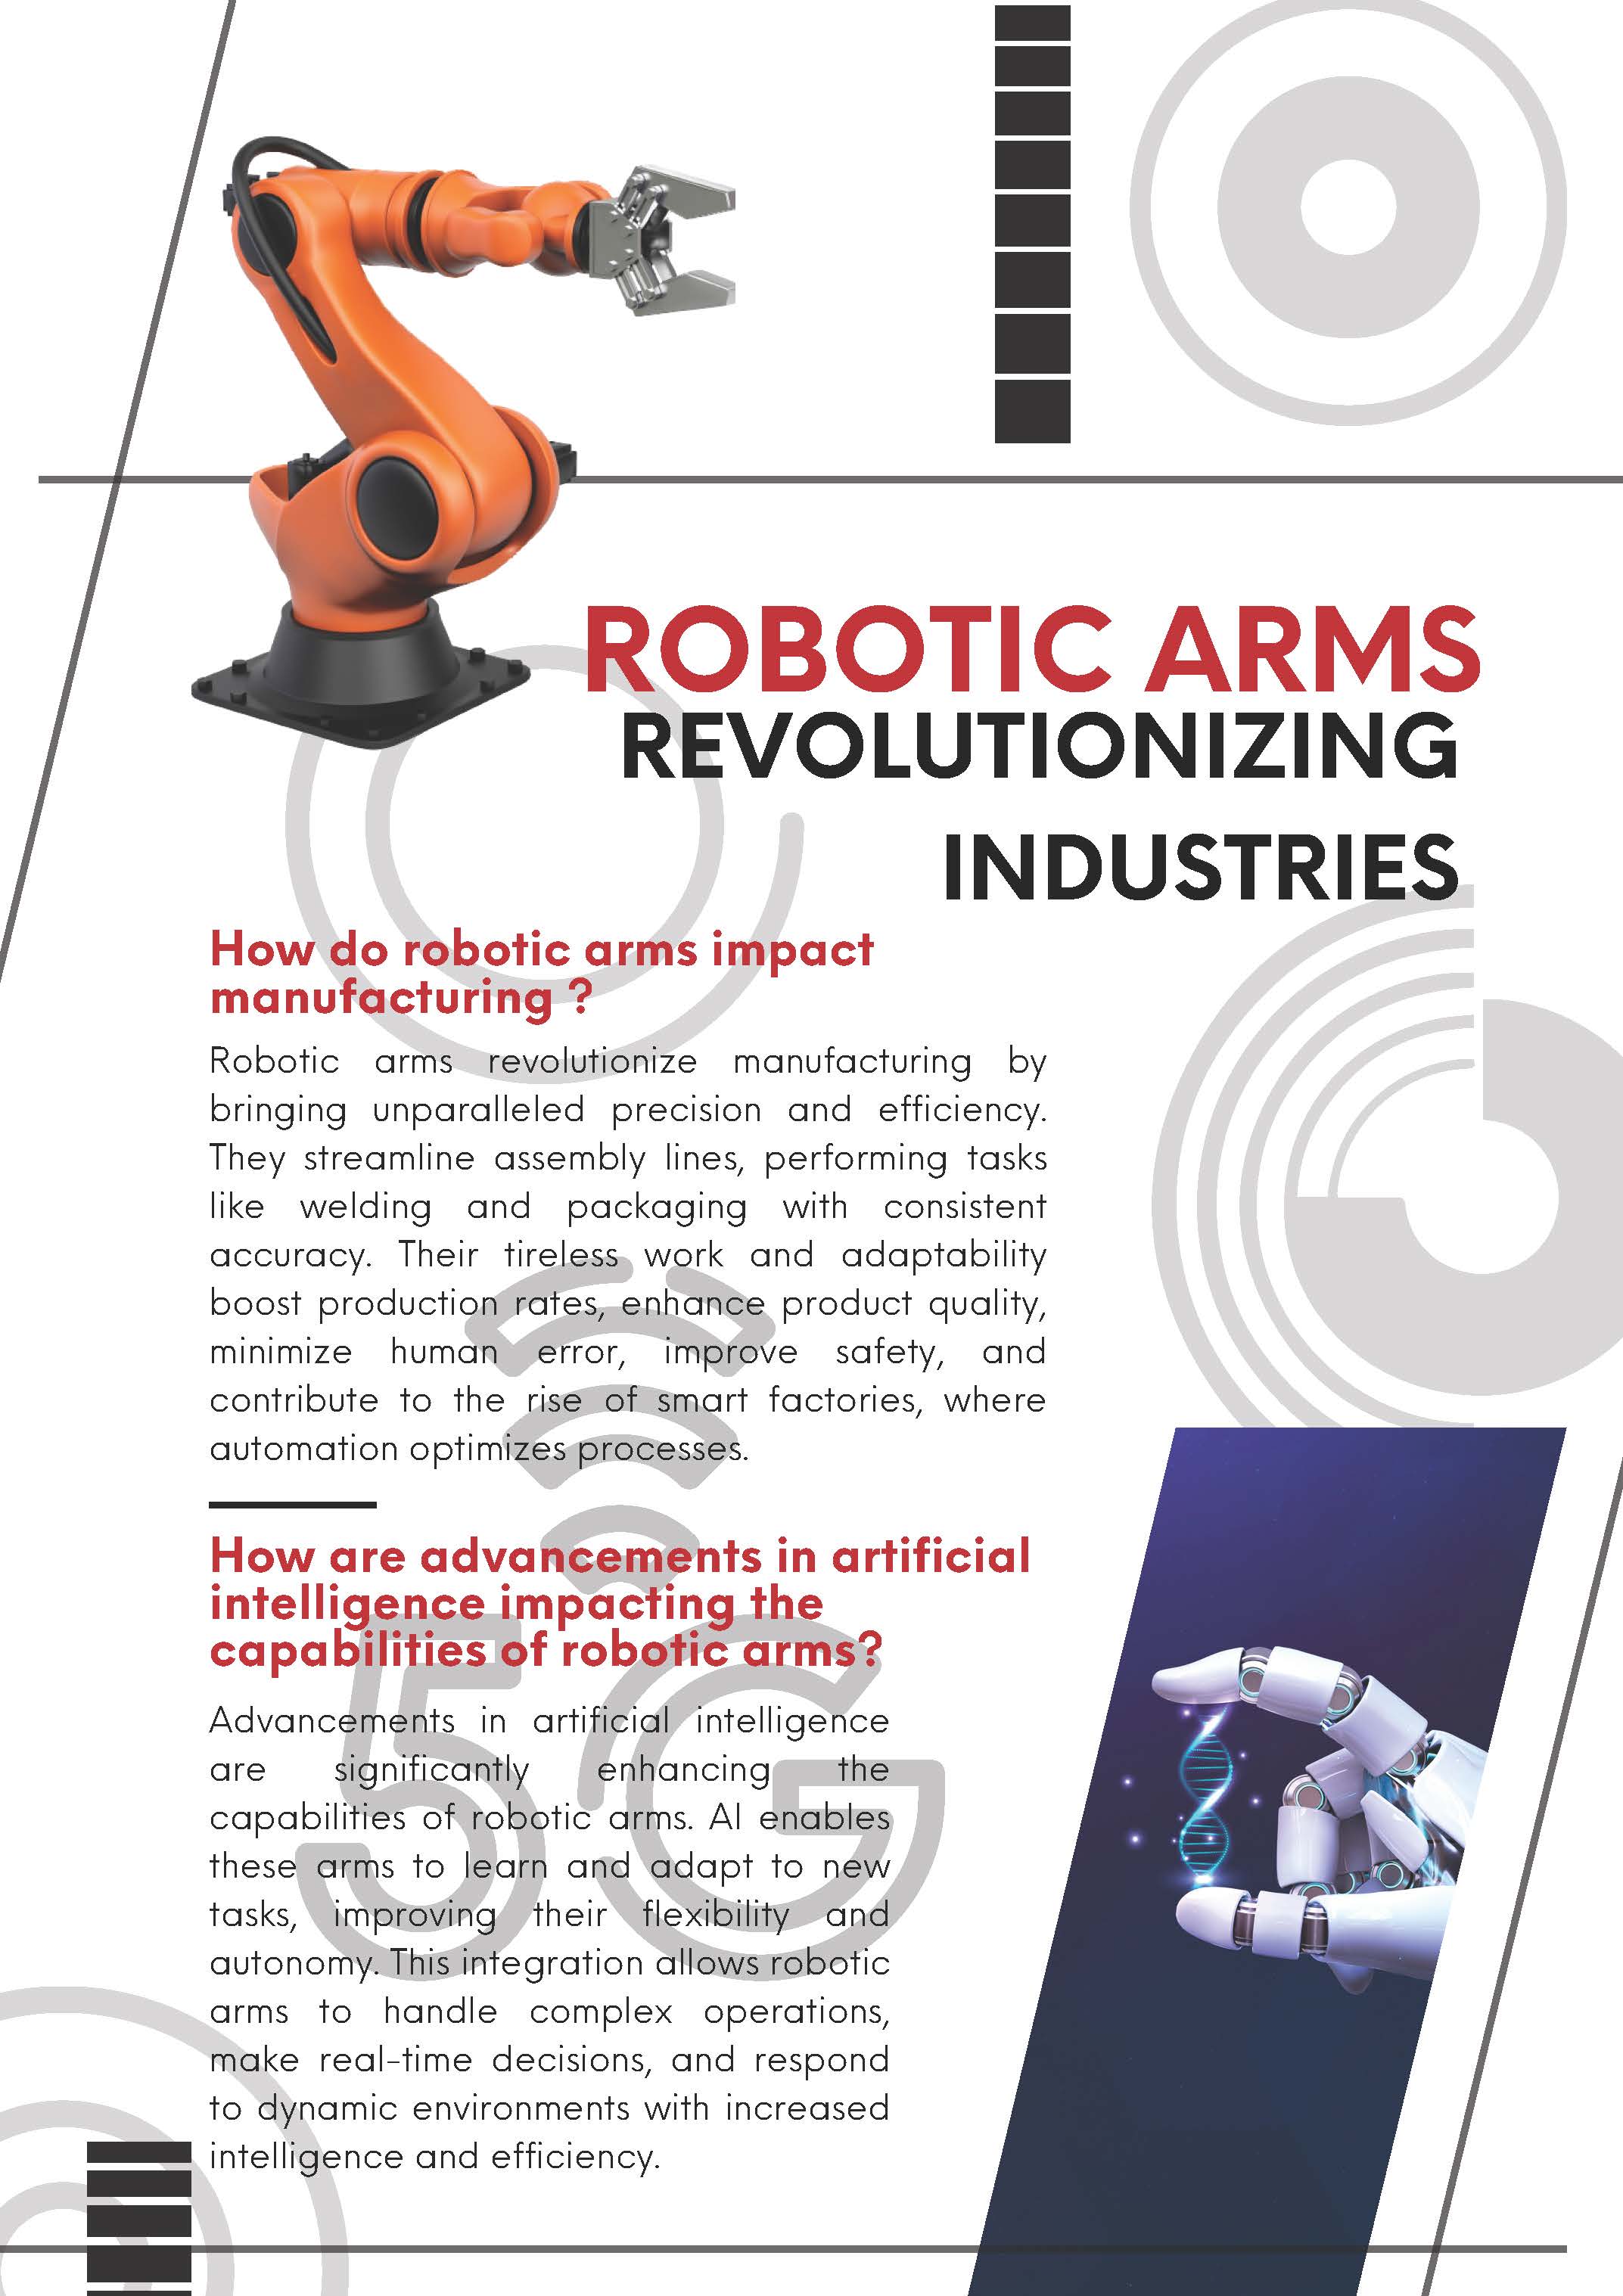 ROBOTIC ARMS
REVOLUTIONIZING
INDUSTRIES
How do robotic arms impact
manufacturing ?
Robotic arms revolutionize manufacturing by
bringing unparalleled precision and efficiency.
They streamline assembly lines, performing tasks
like welding and packaging with consistent
accuracy. Their tireless work and adaptability
boost production rates, enhance product quality,
minimize human error, improve safety, and
contribute to the rise of smart factories, where
automation optimizes processes.
How are advancements in artificial
intelligence impacting the
capabilities of robotic arms?
5G
Advancements in artificial intelligence
are significantly enhancing the
capabilities of robotic arms. AI enables
these arms to learn and adapt to new
tasks, improving their flexibility and
autonomy. This integration allows robotic
arms to handle complex operations,
make real-time decisions, and respond
to dynamic environments with increased
intelligence and efficiency.